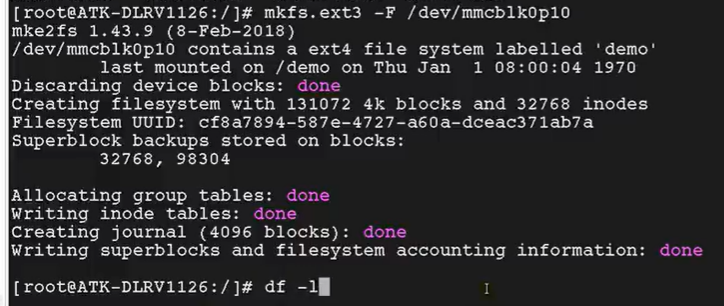 [root@ATK-DLRV1126:/]# mkfs.ext3 -F /dev/mmcblk0p10
mke2fs 1.43.9 (8-Feb-2018)
/dev/mmcblk0p10 contains a ext4 file system labelled 'demo'
        last mounted on /demo on Thu Jan  1 08:00:04 1970
Discarding device blocks: done
Creating filesystem with 131072 4k blocks and 32768 inodes
Filesystem UUID: cf8a7894-587e-4727-a60a-dceac371ab7a
Superblock backups stored on blocks:
        32768, 98304

Allocating group tables: done
Writing inode tables: done
Creating journal (4096 blocks): done
Writing superblocks and filesystem accounting information: done

[root@ATK-DLRV1126:/]# df -l